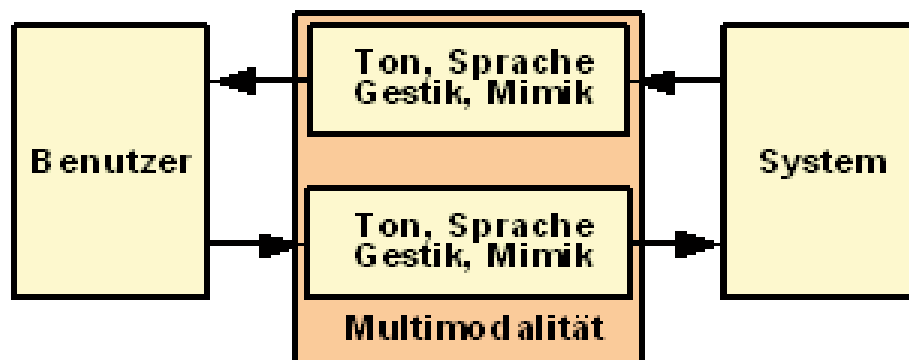 Ton, Sprache
Gestik, Mimik
Benutzer
System
Ton, Sprache
Gestik, Mimik
Multimodalität